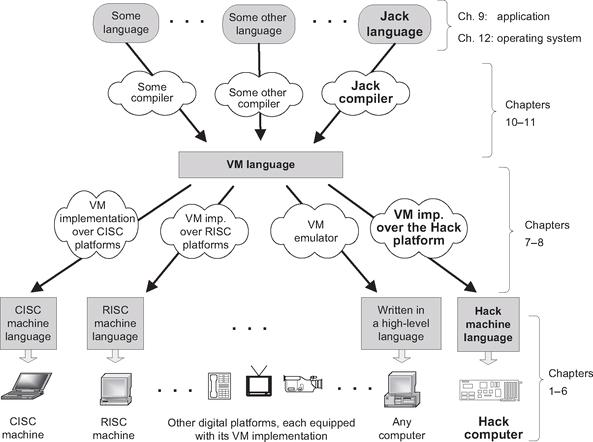 Some
language
. . .
Some other
language
. . .
Jack
language
Ch. 9: application
Ch. 12: operating system
Some
compiler
Some other
compiler
Jack
compiler
Chapters
10–11
VM language
VM
implementation
over CISC
platforms
VM imp.
over RISC
platforms
VM
emulator
VM imp.
over the Hack
platform
Chapters
7–8
CISC
machine
language
RISC
machine
language
. . .
Written in
a high-level
language
Hack
machine
language
Chapters
1–6
. . .
. . .
CISC
machine
RISC
machine
Other digital platforms, each equipped
with its VM implementation
Any
computer
Hack
computer